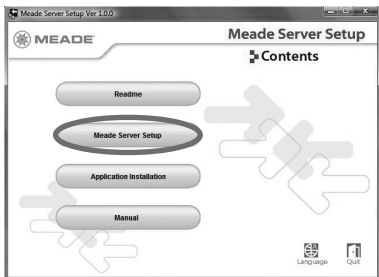 Meade Server Setup Ver 1.0.0
MEADE
Meade Server Setup
Contents
Readme
Meade Server Setup
Application Installation
Manual
Language
Quit